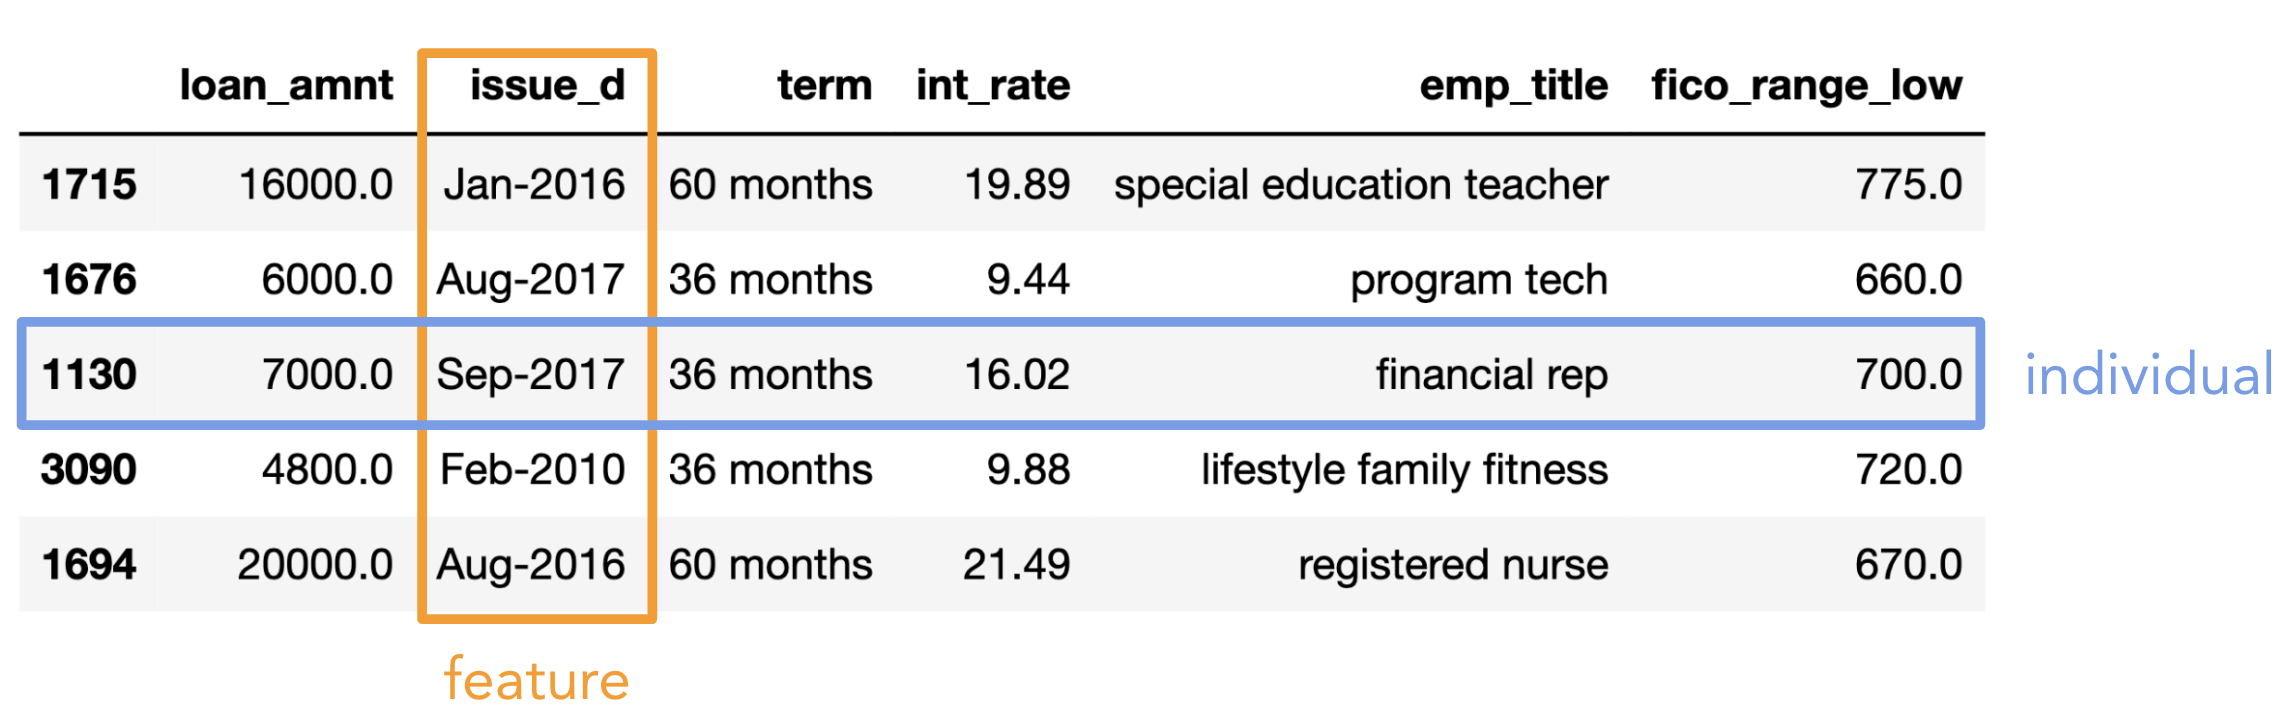 loan_amnt issue_d term int_rate emp_title fico_range_low
1715 16000.0 Jan-2016 60 months 19.89 special education teacher 775.0
1676 6000.0 Aug-2017 36 months 9.44 program tech 660.0
1130 7000.0 Sep-2017 36 months 16.02 financial rep 700.0 individual
3090 4800.0 Feb-2010 36 months 9.88 lifestyle family fitness 720.0
1694 20000.0 Aug-2016 60 months 21.49 registered nurse 670.0
feature